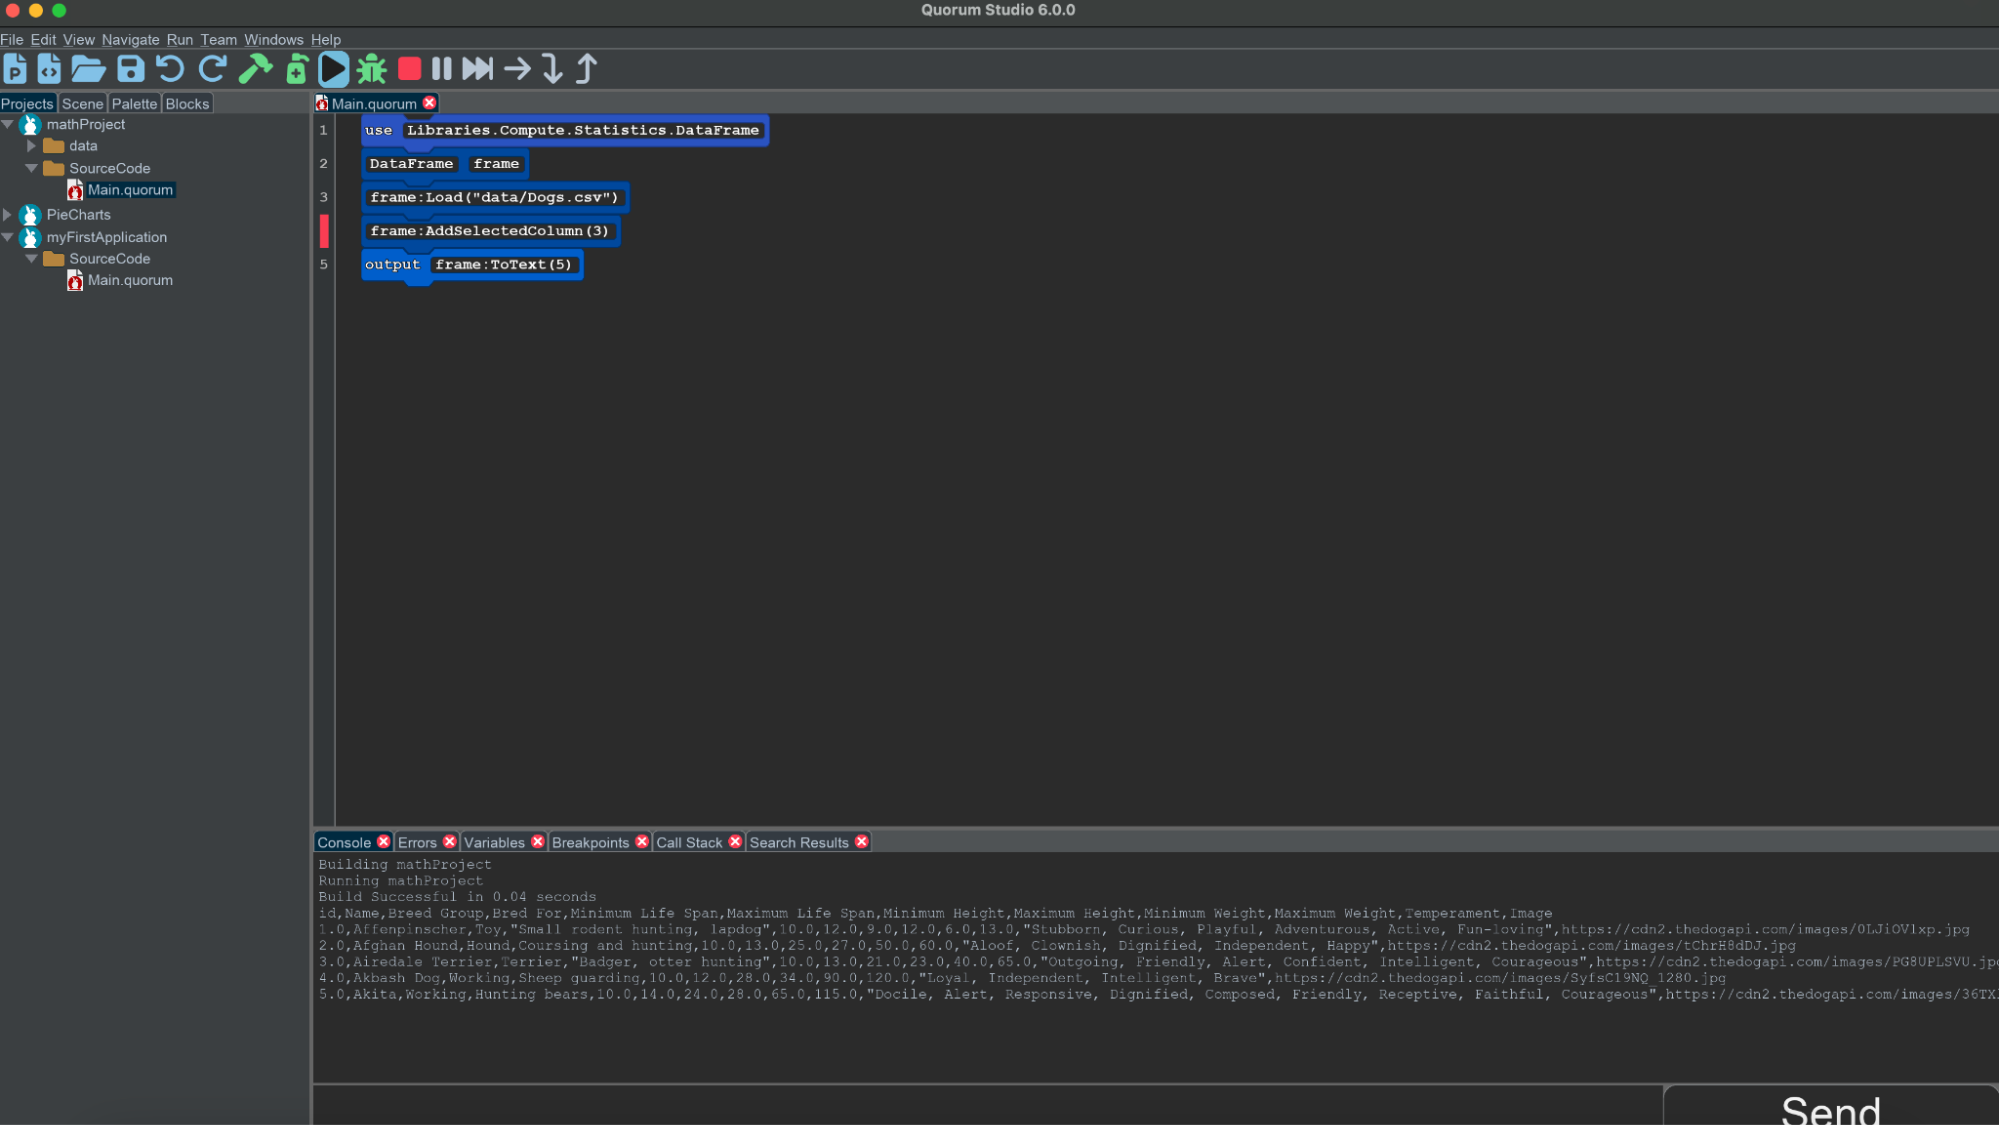 Quorum Studio 6.0.0
File Edit View Navigate Run Team Windows Help
Projects Scene Palette Blocks
mathProject
data
SourceCode
Main.quorum
PieCharts
myFirstApplication
SourceCode
Main.quorum
Main.quorum
1 use Libraries.Compute.Statistics.DataFrame
2 DataFrame frame
3 frame:Load("data/Dogs.csv")
frame:AddSelectedColumn(3)
5 output frame:ToText(5)
Console Errors Variables Breakpoints Call Stack Search Results
Building mathProject
Running mathProject
Build Successful in 0.04 seconds
id,Name,Breed Group,Bred For,Minimum Life Span,Maximum Life Span,Minimum Height,Maximum Height,Minimum Weight,Maximum Weight,Temperament,Image
1.0,Affenpinscher,Toy,"Small rodent hunting, lapdog",10.0,12.0,9.0,12.0,6.0,13.0,"Stubborn, Curious, Playful, Adventurous, Active, Fun-loving",https://cdn2.thedogapi.com/images/0LJiOVlxp.jpg
2.0,Afghan Hound,Hound,Coursing and hunting,10.0,13.0,25.0,27.0,50.0,60.0,"Aloof, Clownish, Dignified, Independent, Happy",https://cdn2.thedogapi.com/images/tChrH8dDJ.jpg
3.0,Airedale Terrier,Terrier,"Badger, otter hunting",10.0,13.0,21.0,23.0,40.0,65.0,"Outgoing, Friendly, Alert, Confident, Intelligent, Courageous",https://cdn2.thedogapi.com/images/PG8UPLSVU.jpg
4.0,Akbash Dog,Working,Sheep guarding,10.0,12.0,28.0,34.0,90.0,120.0,"Loyal, Independent, Intelligent, Brave",https://cdn2.thedogapi.com/images/SyfsC19NQ_1280.jpg
5.0,Akita,Working,Hunting bears,10.0,14.0,24.0,28.0,65.0,115.0,"Docile, Alert, Responsive, Dignified, Composed, Friendly, Receptive, Faithful, Courageous",https://cdn2.thedogapi.com/images/36TX
Send